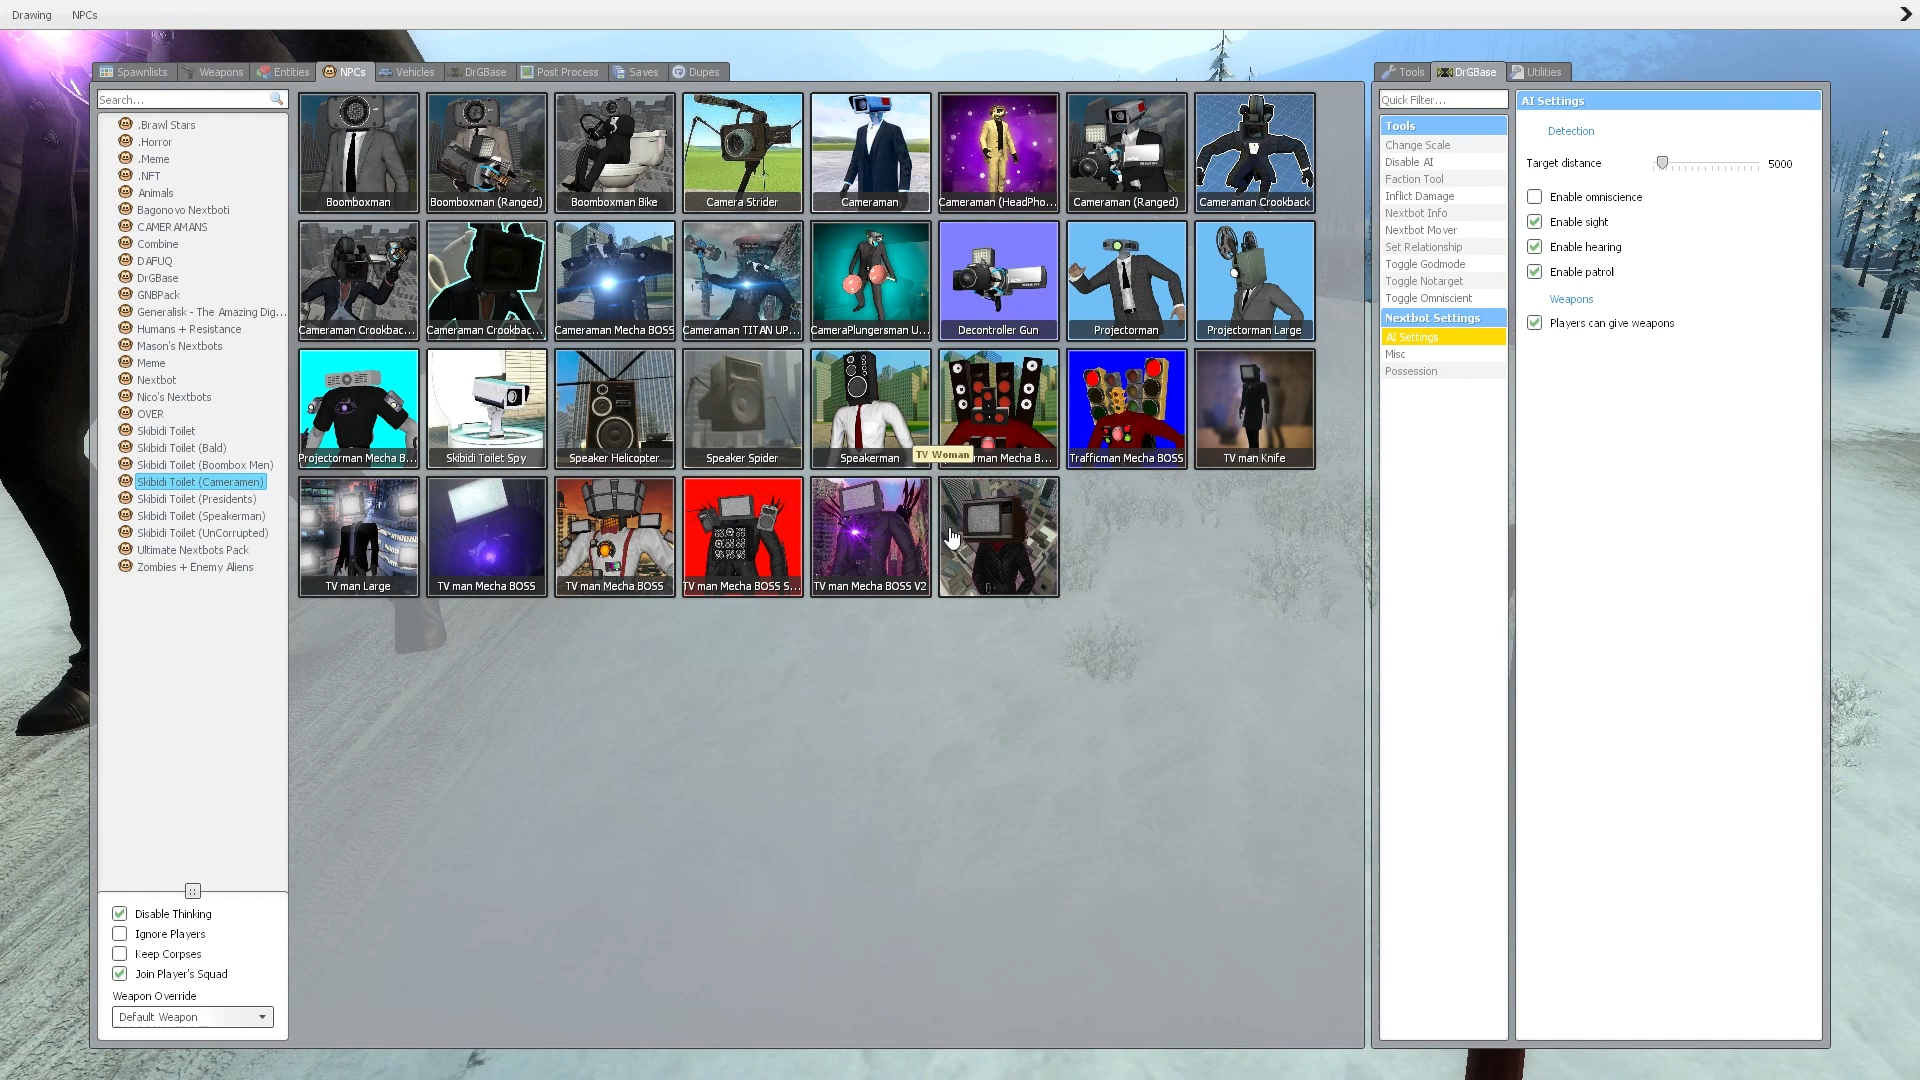 Drawing NPCs
Spawnlists Weapons Entities NPCs Vehicles DrGBase Post Process Saves Dupes
Tools DrGBase Utilities
Search...
.Brawl Stars
.Horror
.Meme
.NFT
Animals
Bagonovo Nextboti
CAMERAMANS
Combine
DAFUQ
DrGBase
GNBPack
Generalisk - The Amazing Dig...
Humans + Resistance
Mason's Nextbots
Meme
Nextbot
Nico's Nextbots
OVER
Skibidi Toilet
Skibidi Toilet (Bald)
Skibidi Toilet (Boombox Men)
Skibidi Toilet (Cameramen)
Skibidi Toilet (Presidents)
Skibidi Toilet (Speakerman)
Skibidi Toilet (UnCorrupted)
Ultimate Nextbots Pack
Zombies + Enemy Aliens
Disable Thinking
Ignore Players
Keep Corpses
Join Player's Squad
Weapon Override
Default Weapon
Boomboxman
Boomboxman (Ranged)
Boomboxman Bike
Camera Strider
Cameraman
Cameraman (HeadPho...
Cameraman (Ranged)
Cameraman Crookback
Cameraman Crookbac...
Cameraman Crookbac...
Cameraman Mecha BOSS
Cameraman TITAN UP...
CameraPlungersman U...
Decontroller Gun
Projectorman
Projectorman Large
Projectorman Mecha B...
Skibidi Toilet Spy
Speaker Helicopter
Speaker Spider
Speakerman
TV Woman
Trafficman Mecha BOSS
TV man Knife
TV man Large
TV man Mecha BOSS
TV man Mecha BOSS
TV man Mecha BOSS S...
TV man Mecha BOSS V2
Quick Filter...
Tools
Change Scale
Disable AI
Faction Tool
Inflict Damage
Nextbot Info
Nextbot Mover
Set Relationship
Toggle Godmode
Toggle Notarget
Toggle Omniscient
Nextbot Settings
AI Settings
Misc
Possession
AI Settings
Detection
Target distance 5000
Enable omniscience
Enable sight
Enable hearing
Enable patrol
Weapons
Players can give weapons